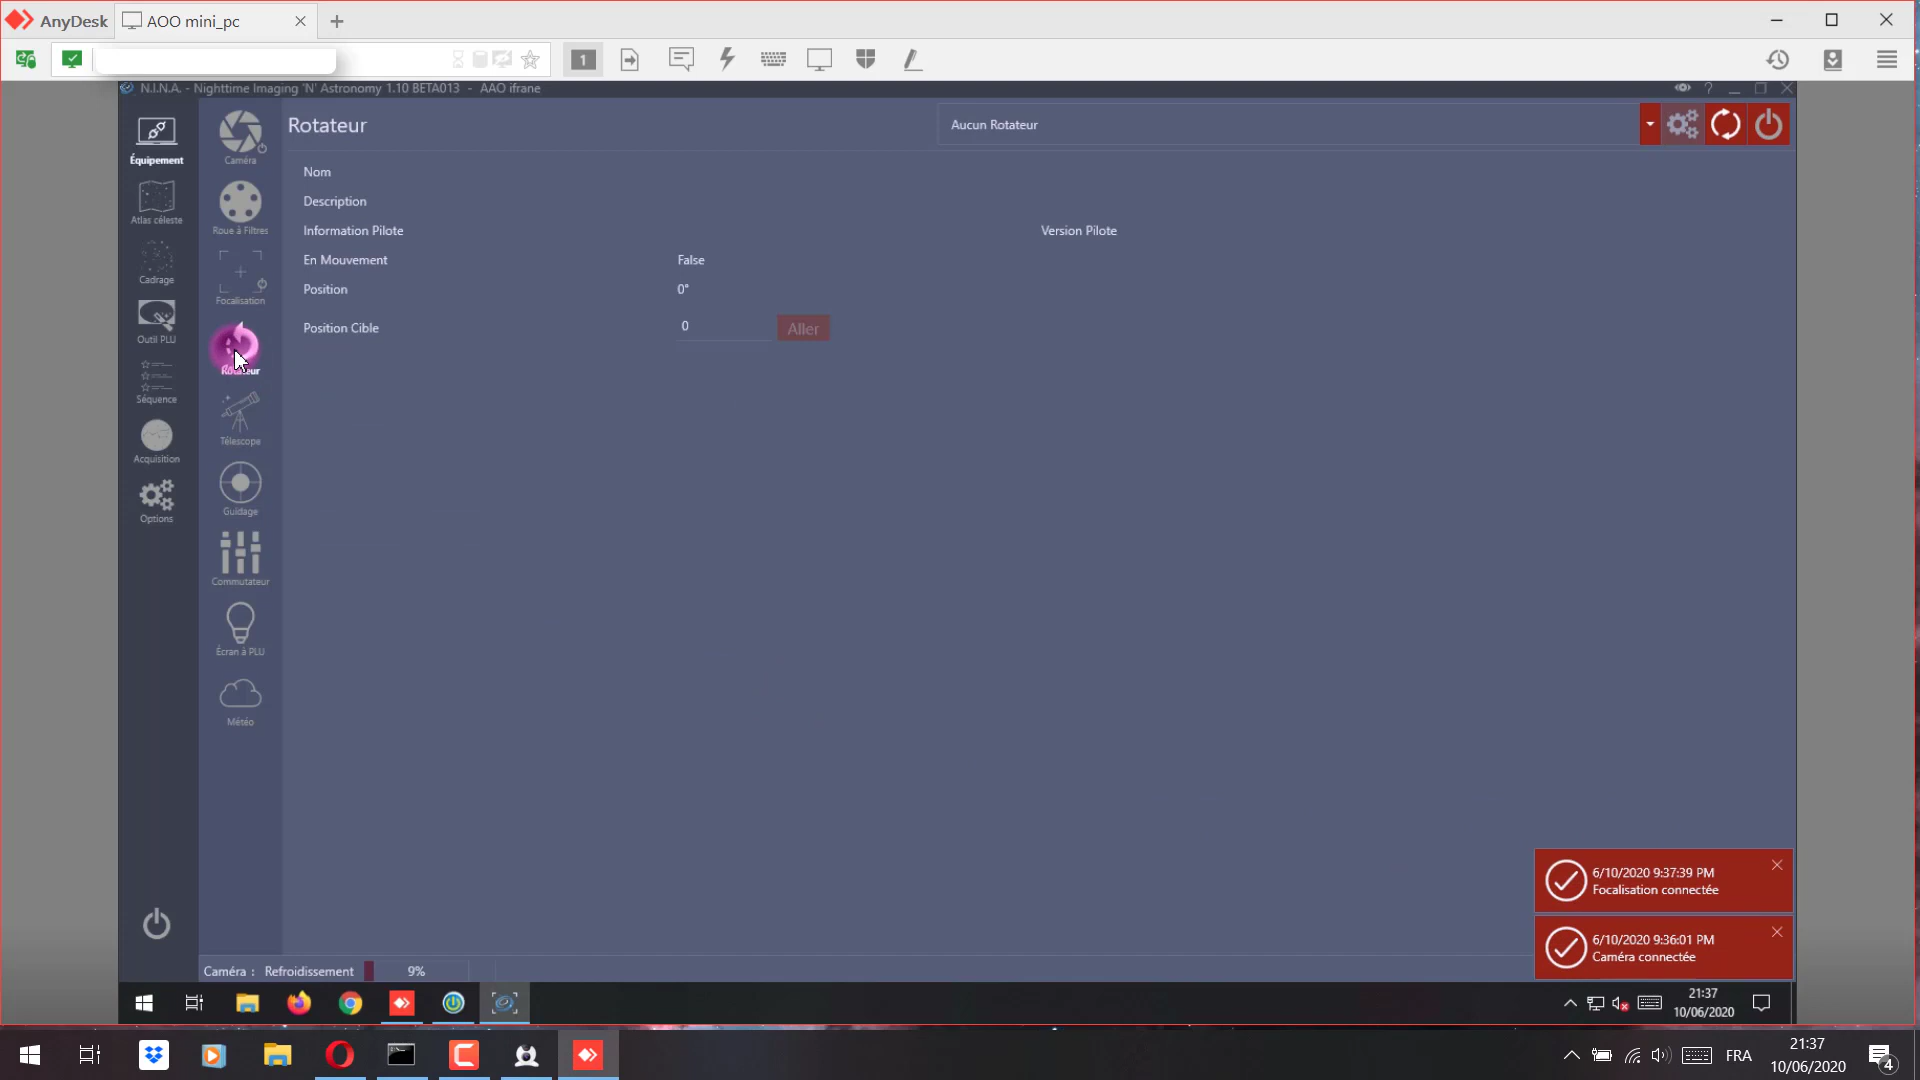 AnyDesk
AOO mini_pc
1
N.I.N.A. - Nighttime Imaging 'N' Astronomy 1.10 BETA013 - AAO ifrane
?
Équipement
Atlas céleste
Cadrage
Outil PLU
Séquence
Acquisition
Options
Caméra
Roue à Filtres
Focalisation
Rotateur
Télescope
Guidage
Commutateur
Écran à PLU
Météo
Rotateur
Aucun Rotateur
Nom
Description
Information Pilote
Version Pilote
En Mouvement
False
Position
0°
Position Cible
0
Aller
6/10/2020 9:37:39 PM
Focalisation connectée
6/10/2020 9:36:01 PM
Caméra connectée
Caméra : Refroidissement 9%
21:37
10/06/2020
FRA
21:37
10/06/2020
4